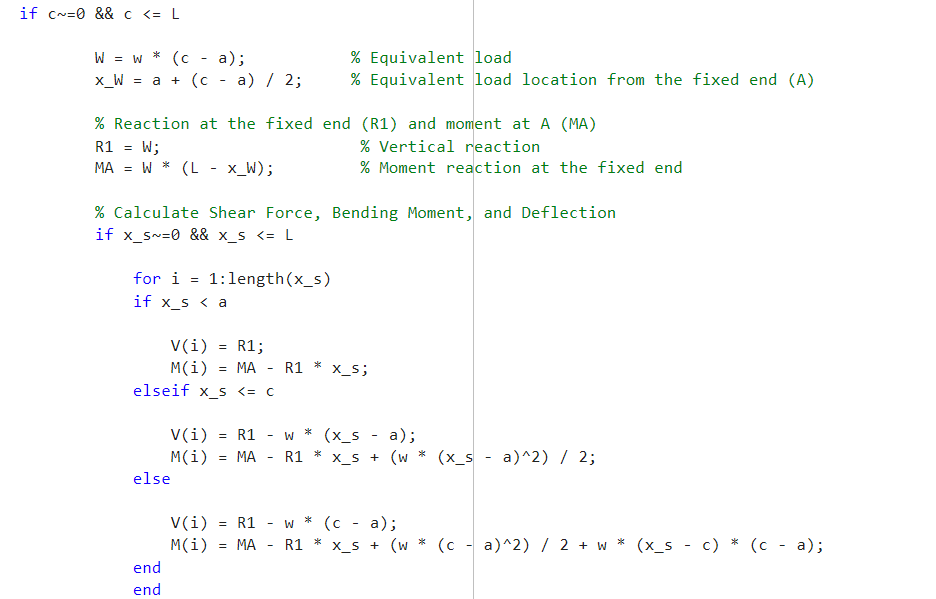 if c~=0 && c <= L
W = w * (c - a); % Equivalent load
x_W = a + (c - a) / 2; % Equivalent load location from the fixed end (A)
% Reaction at the fixed end (R1) and moment at A (MA)
R1 = W; % Vertical reaction
MA = W * (L - x_W); % Moment reaction at the fixed end
% Calculate Shear Force, Bending Moment, and Deflection
if x_s~=0 && x_s <= L
for i = 1:length(x_s)
if x_s < a
V(i) = R1;
M(i) = MA - R1 * x_s;
elseif x_s <= c
V(i) = R1 - w * (x_s - a);
M(i) = MA - R1 * x_s + (w * (x_s - a)^2) / 2;
else
V(i) = R1 - w * (c - a);
M(i) = MA - R1 * x_s + (w * (c - a)^2) / 2 + w * (x_s - c) * (c - a);
end
end